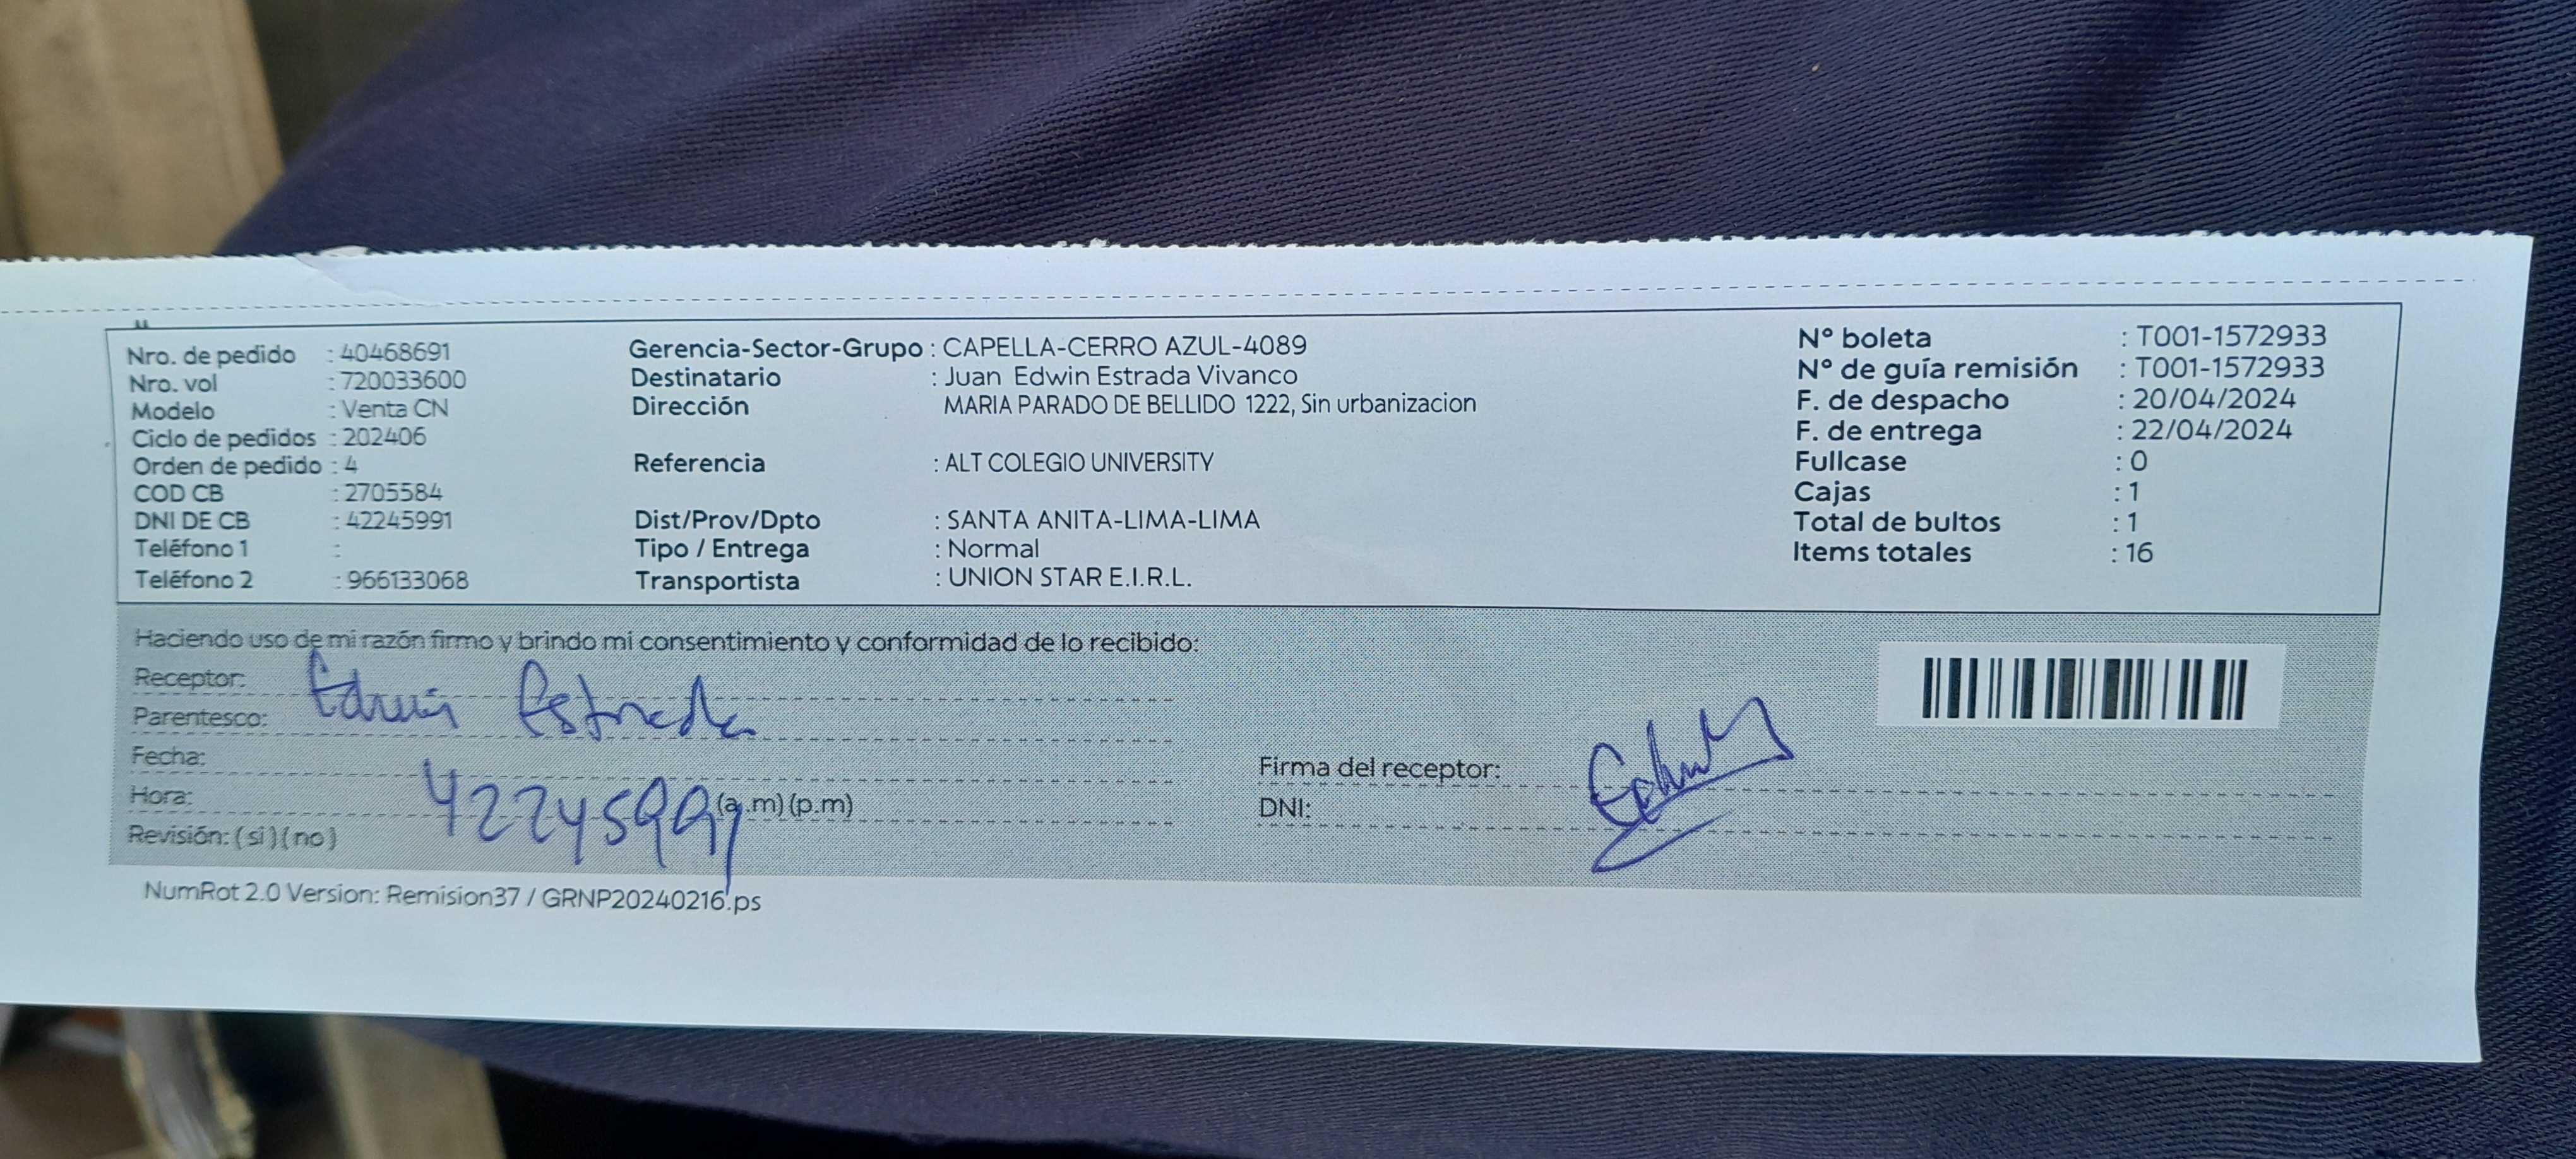 Nro. de pedido : 40468691
Nro. vol : 720033600
Modelo : Venta CN
Ciclo de pedidos : 202406
Orden de pedido : 4
COD CB : 2705584
DNI DE CB : 42245991
Teléfono 1 :
Teléfono 2 : 966133068
Gerencia-Sector-Grupo : CAPELLA-CERRO AZUL-4089
Destinatario : Juan Edwin Estrada Vivanco
Dirección MARIA PARADO DE BELLIDO 1222, Sin urbanizacion
Referencia : ALT COLEGIO UNIVERSITY
Dist/Prov/Dpto : SANTA ANITA-LIMA-LIMA
Tipo / Entrega : Normal
Transportista : UNION STAR E.I.R.L.
Nº boleta : T001-1572933
Nº de guía remisión : T001-1572933
F. de despacho : 20/04/2024
F. de entrega : 22/04/2024
Fullcase : 0
Cajas : 1
Total de bultos : 1
Items totales : 16
Haciendo uso de mi razón firmo y brindo mi consentimiento y conformidad de lo recibido:
Receptor: Edwin Estrada
Parentesco:
Fecha:
Hora: 42245991 (a.m) (p.m)
Revisión: ( si ) ( no )
Firma del receptor:
DNI:
NumRot 2.0 Version: Remision37 / GRNP20240216.ps